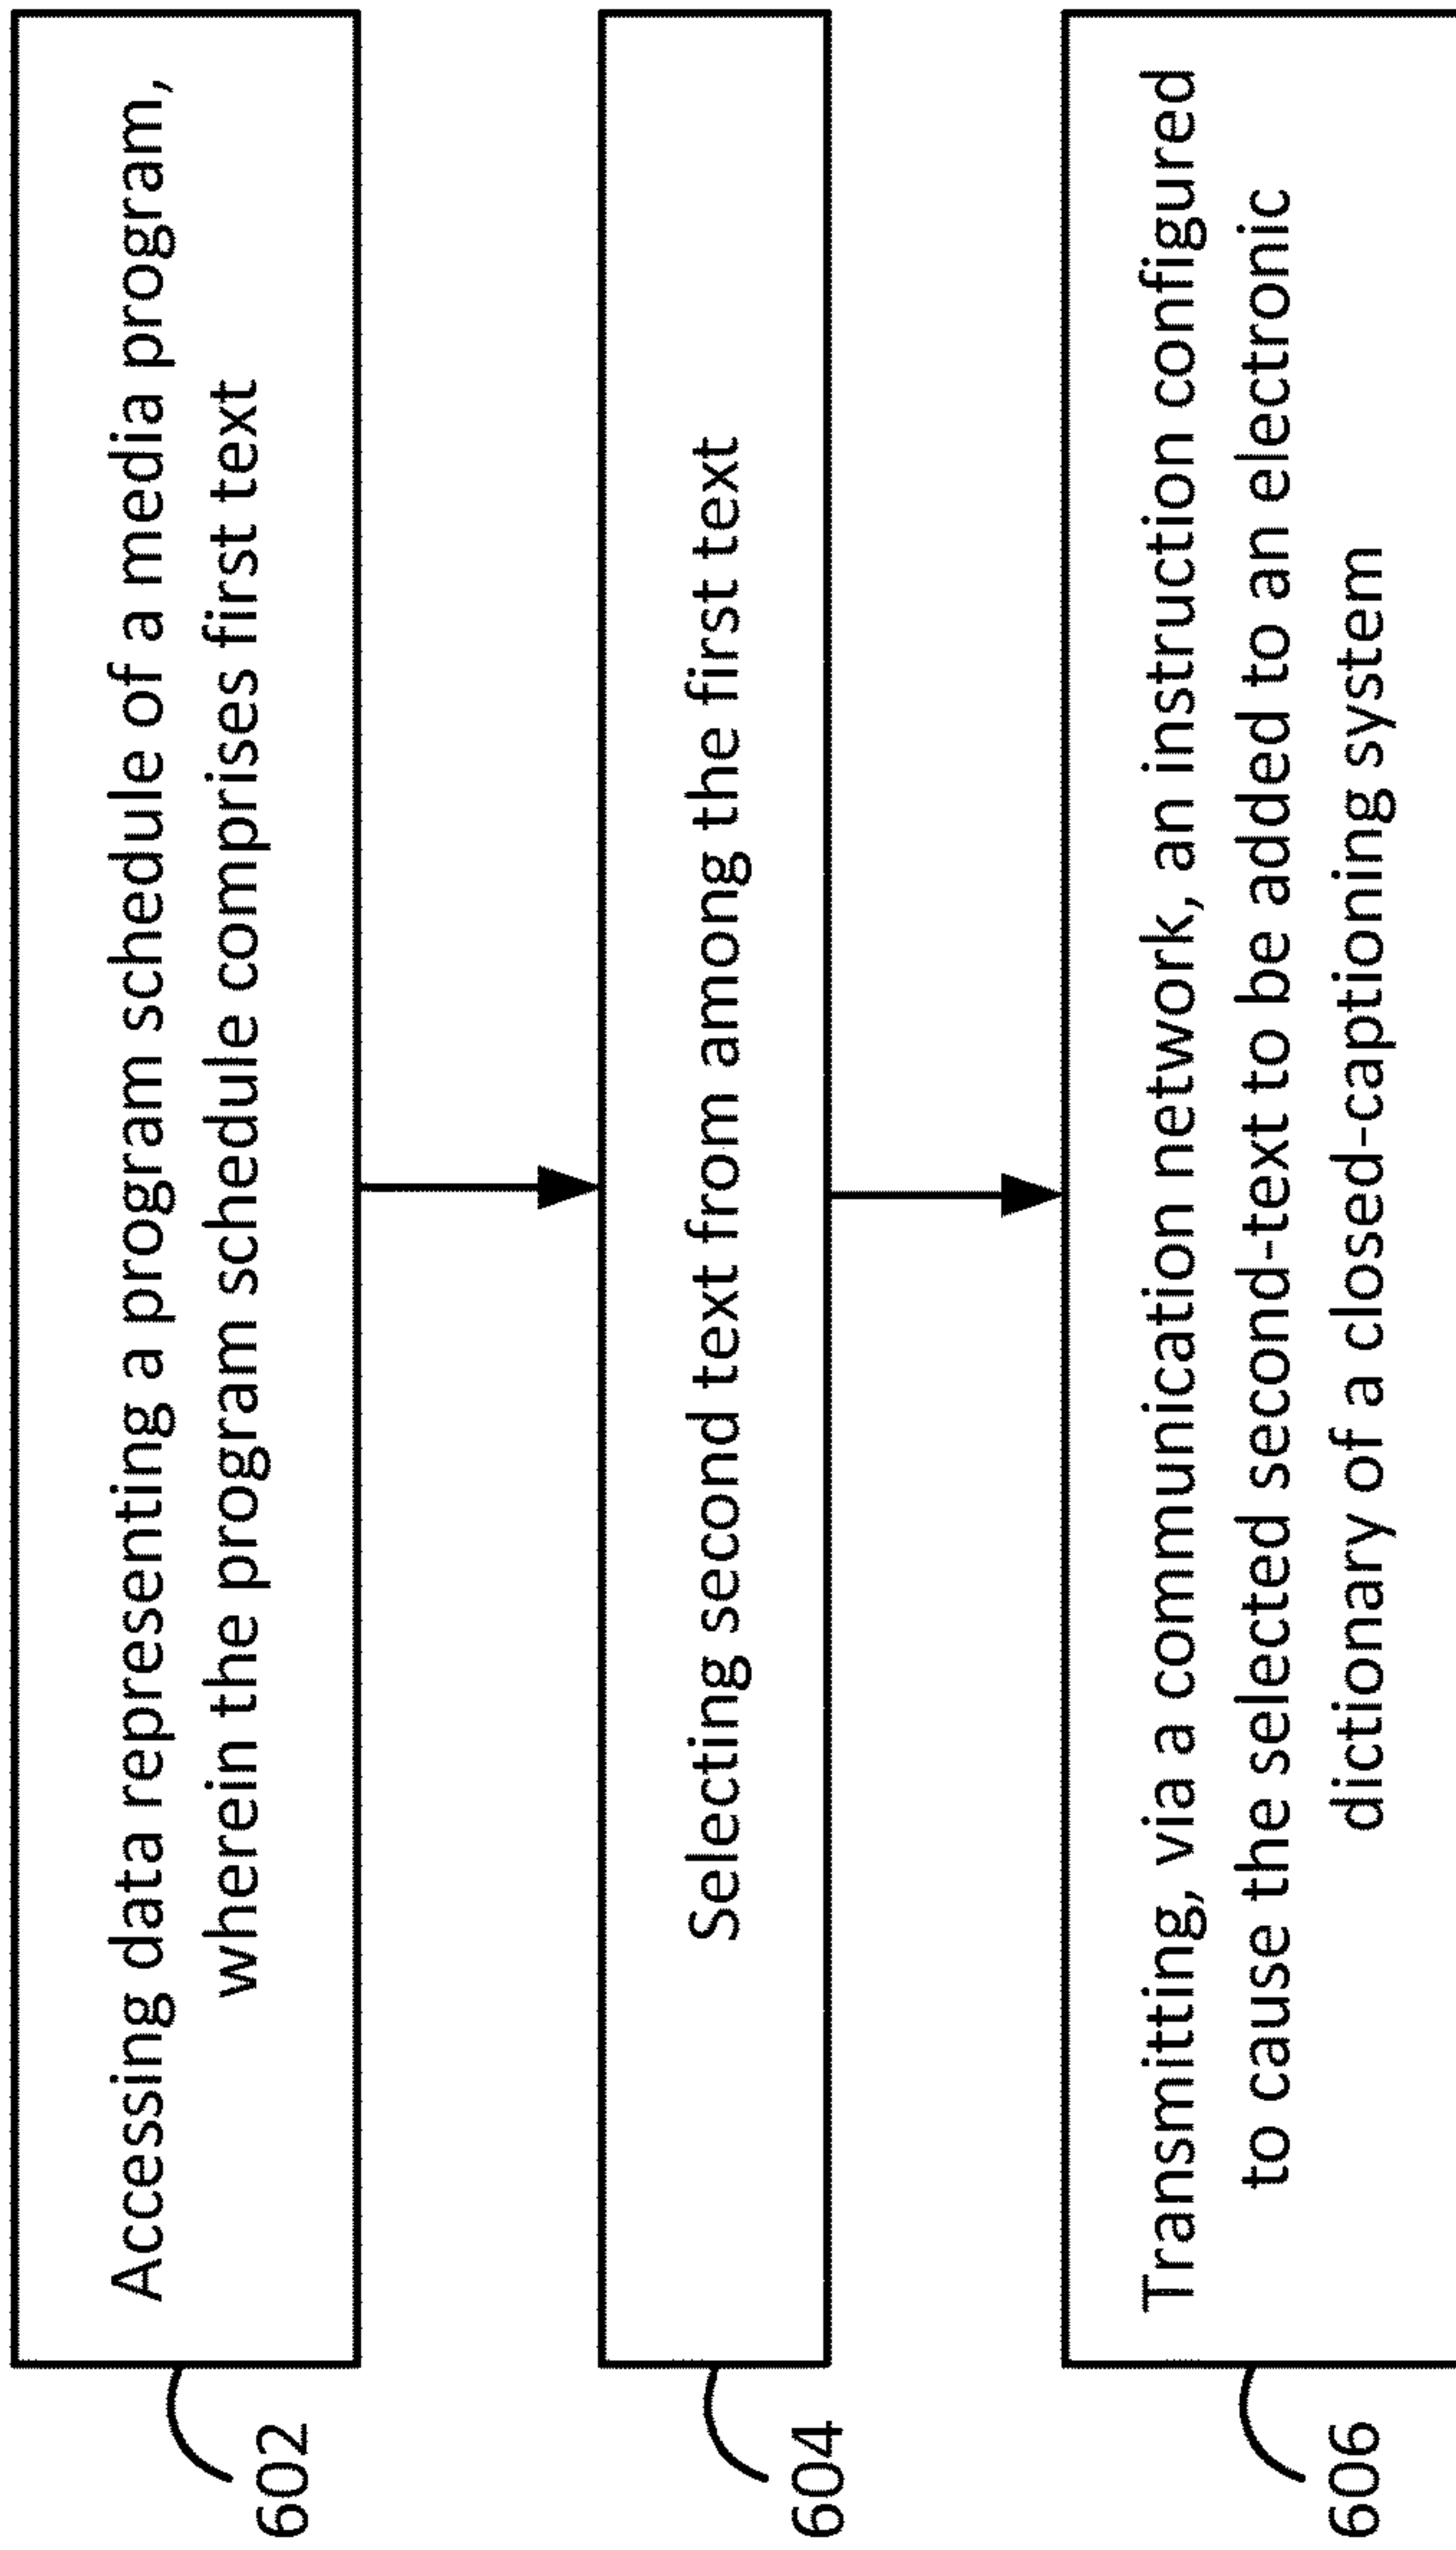 Accessing data representing a program schedule of a media program,
wherein the program schedule comprises first text
602
Selecting second text from among the first text
604
Transmitting, via a communication network, an instruction configured
to cause the selected second-text to be added to an electronic
dictionary of a closed-captioning system
606